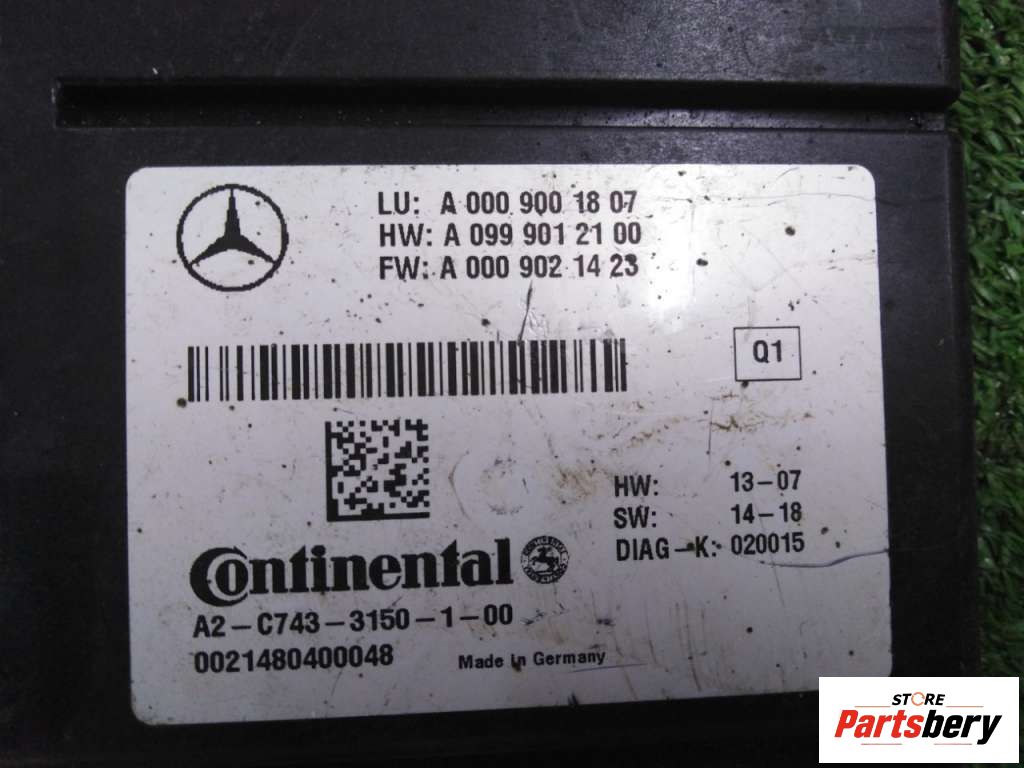 LU: A 000 900 18 07
HW: A 099 901 21 00
FW: A 000 902 14 23
Q1
HW: 13-07
SW: 14-18
DIAG-K: 020015
Continental
A2-C743-3150-1-00
0021480400048
Made in Germany
STORE
Partsbery